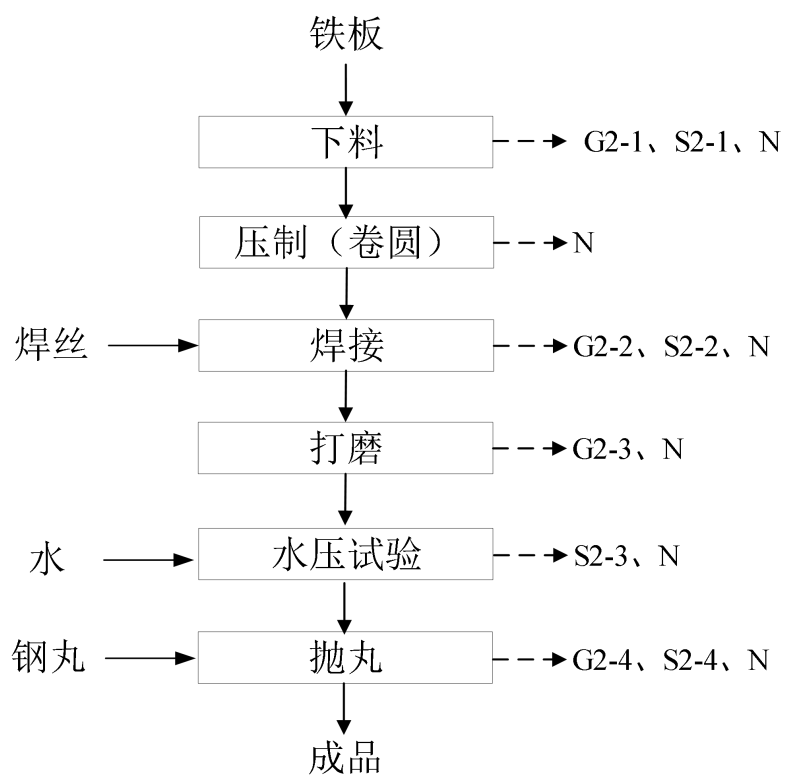 铁板
下料
G2-1、S2-1、N
压制（卷圆）
N
焊丝
焊接
G2-2、S2-2、N
打磨
G2-3、N
水
水压试验
S2-3、N
钢丸
抛丸
G2-4、S2-4、N
成品